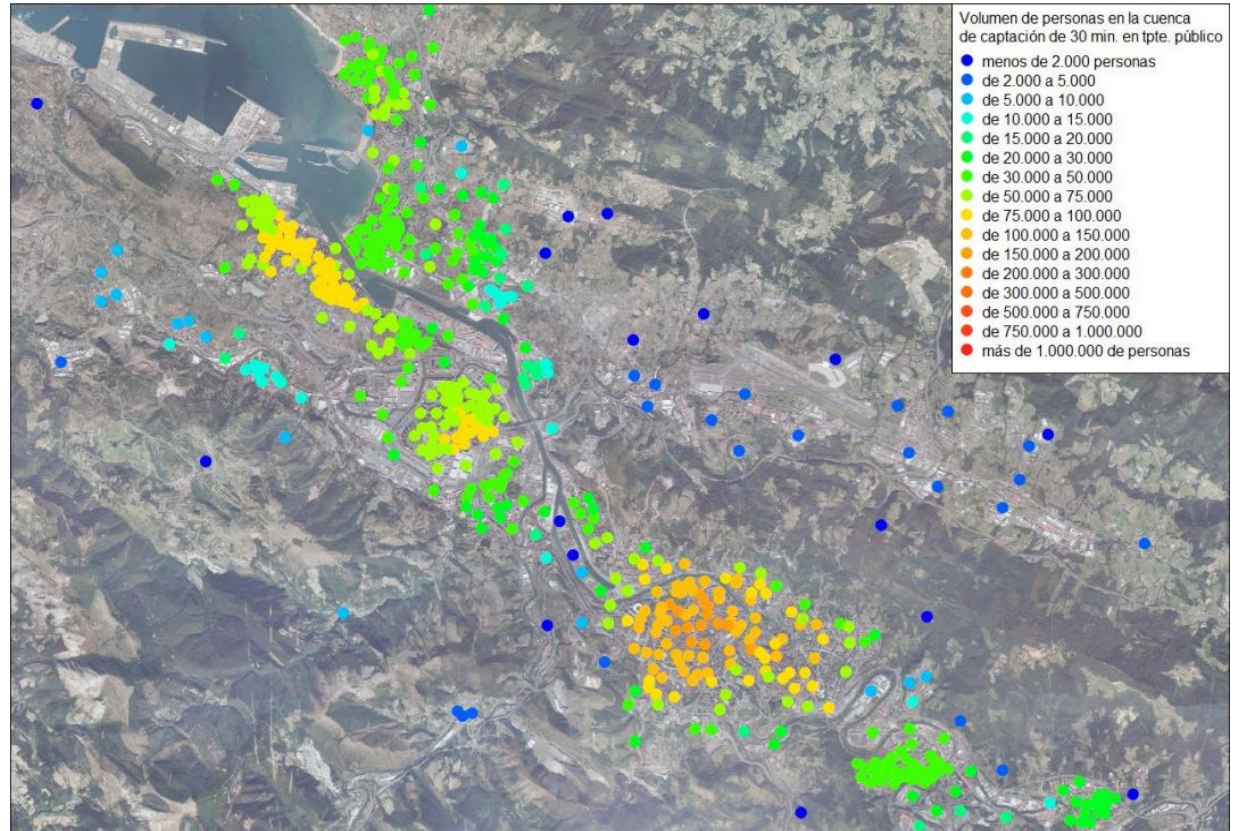 Volumen de personas en la cuenca
de captación de 30 min. en tpte. público
menos de 2.000 personas
de 2.000 a 5.000
de 5.000 a 10.000
de 10.000 a 15.000
de 15.000 a 20.000
de 20.000 a 30.000
de 30.000 a 50.000
de 50.000 a 75.000
de 75.000 a 100.000
de 100.000 a 150.000
de 150.000 a 200.000
de 200.000 a 300.000
de 300.000 a 500.000
de 500.000 a 750.000
de 750.000 a 1.000.000
más de 1.000.000 de personas